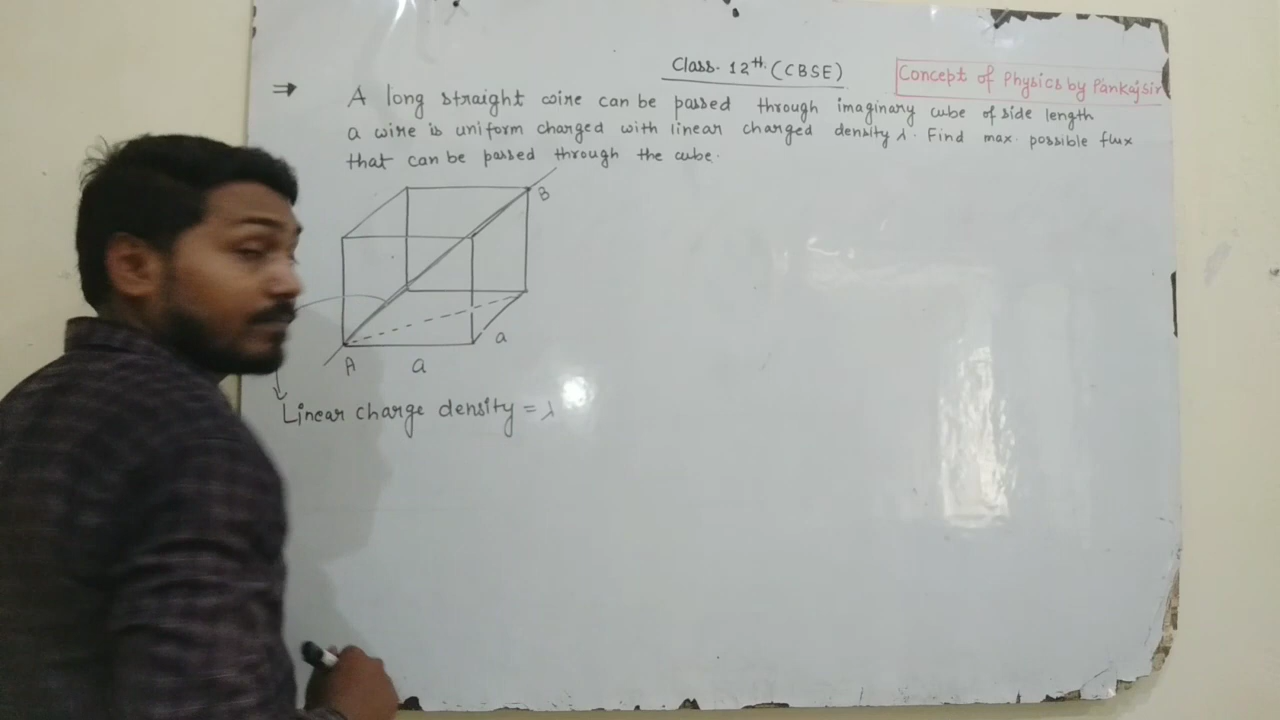 Class- 12th (CBSE)
Concept of Physics by Pankaj sir
⇒ A long straight wire can be passed through imaginary cube of side length
a wire is uniform charged with linear charged density λ. Find max. possible flux
that can be passed through the cube.
B
a
A a
Linear charge density = λ